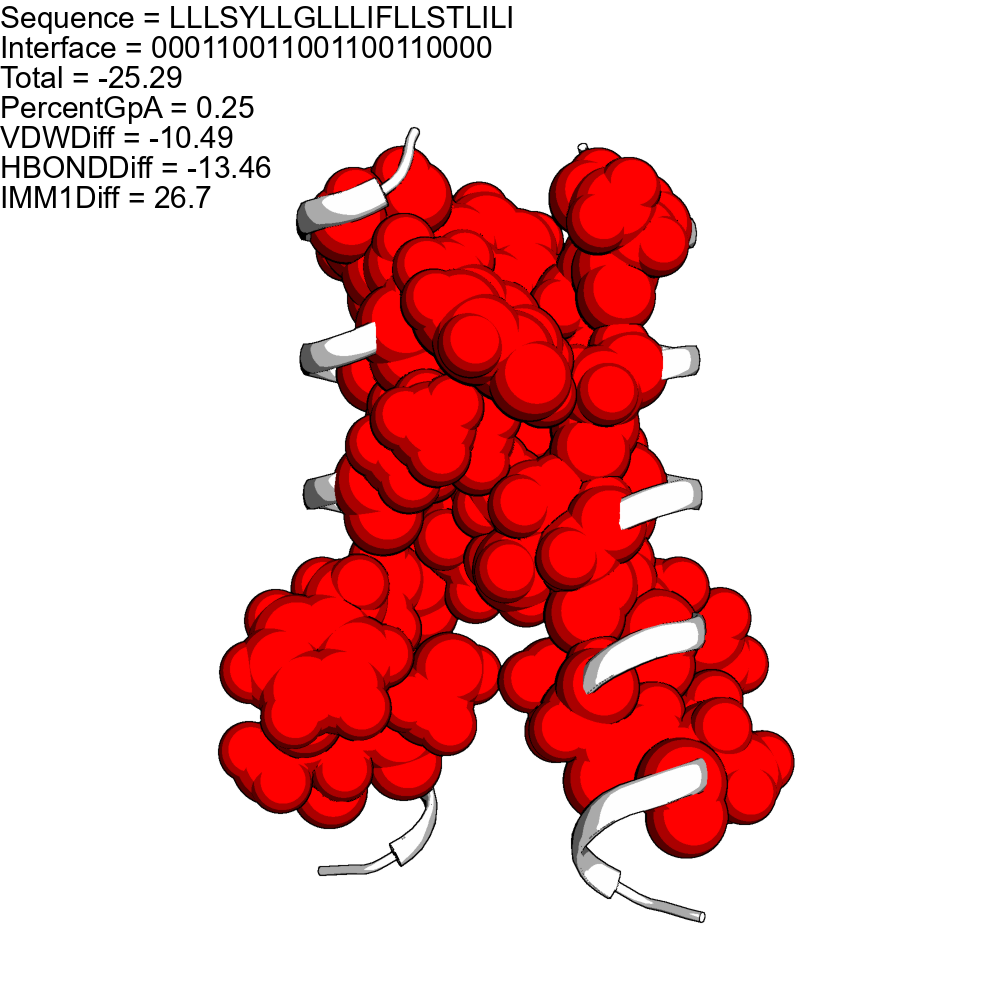 Sequence = LLLSYLLGLLLIFLLSTLILI
Interface = 000110011001100110000
Total = -25.29
PercentGpA = 0.25
VDWDiff = -10.49
HBONDDiff = -13.46
IMM1Diff = 26.7